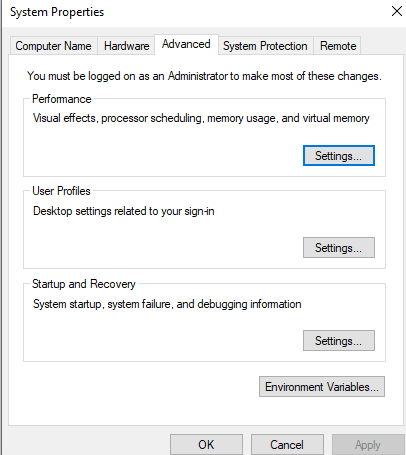 System Properties
Computer Name Hardware Advanced System Protection Remote
You must be logged on as an Administrator to make most of these changes.
Performance
Visual effects, processor scheduling, memory usage, and virtual memory
Settings...
User Profiles
Desktop settings related to your sign-in
Settings...
Startup and Recovery
System startup, system failure, and debugging information
Settings...
Environment Variables...
OK Cancel Apply